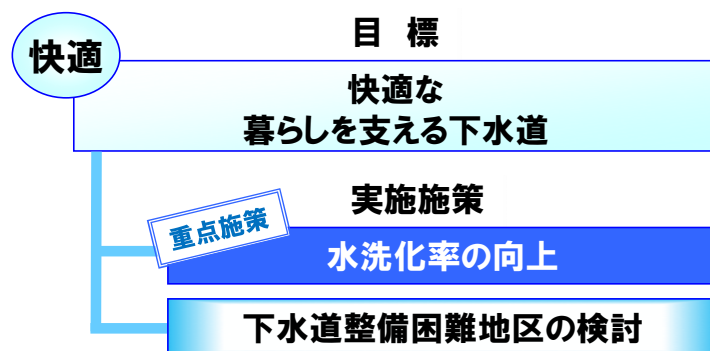 快適
目 標
快適な
暮らしを支える下水道
実施施策
重点施策
水洗化率の向上
下水道整備困難地区の検討